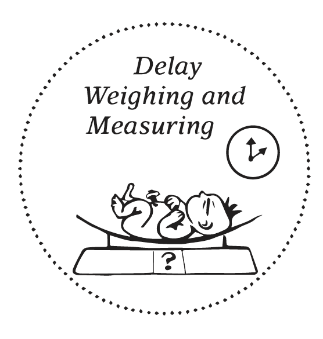 Delay
Weighing and
Measuring
?